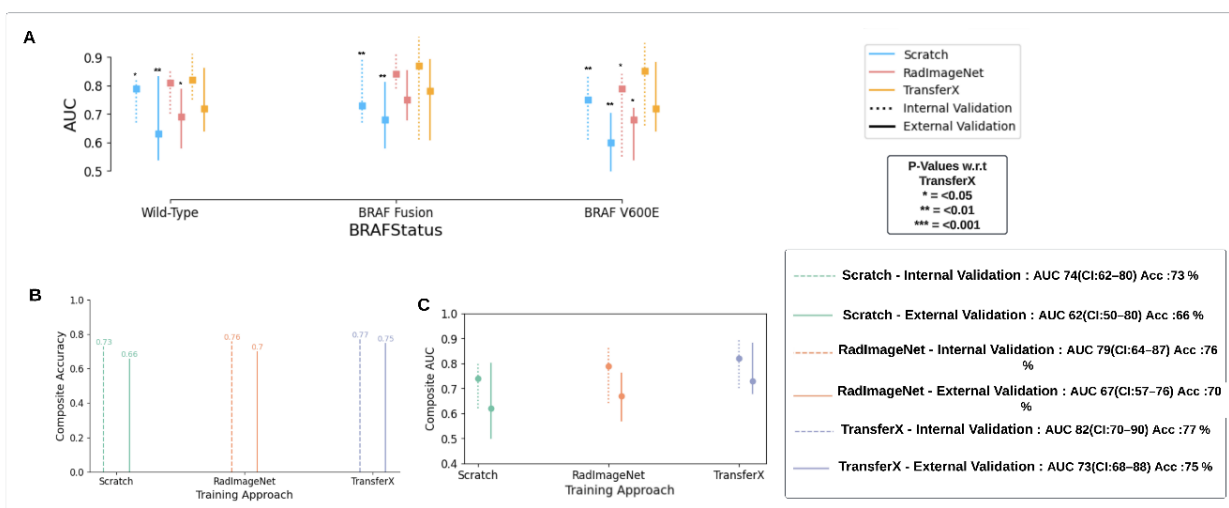 A
AUC
0.9
0.8
0.7
0.6
0.5
*
**
*
**
**
**
**
*
*
Wild-Type
BRAF Fusion
BRAF V600E
BRAFStatus
Scratch
RadImageNet
TransferX
Internal Validation
External Validation
P-Values w.r.t
TransferX
* = <0.05
** = <0.01
*** = <0.001
B
Composite Accuracy
1.0
0.8
0.6
0.4
0.2
0.0
0.73
0.66
0.76
0.7
0.77
0.75
Scratch
RadImageNet
TransferX
Training Approach
C
Composite AUC
1.0
0.9
0.8
0.7
0.6
0.5
0.4
Scratch
RadImageNet
TransferX
Training Approach
Scratch - Internal Validation : AUC 74(CI:62–80) Acc :73 %
Scratch - External Validation : AUC 62(CI:50–80) Acc :66 %
RadImageNet - Internal Validation : AUC 79(CI:64–87) Acc :76
%
RadImageNet - External Validation : AUC 67(CI:57–76) Acc :70
%
TransferX - Internal Validation : AUC 82(CI:70–90) Acc :77 %
TransferX - External Validation : AUC 73(CI:68–88) Acc :75 %